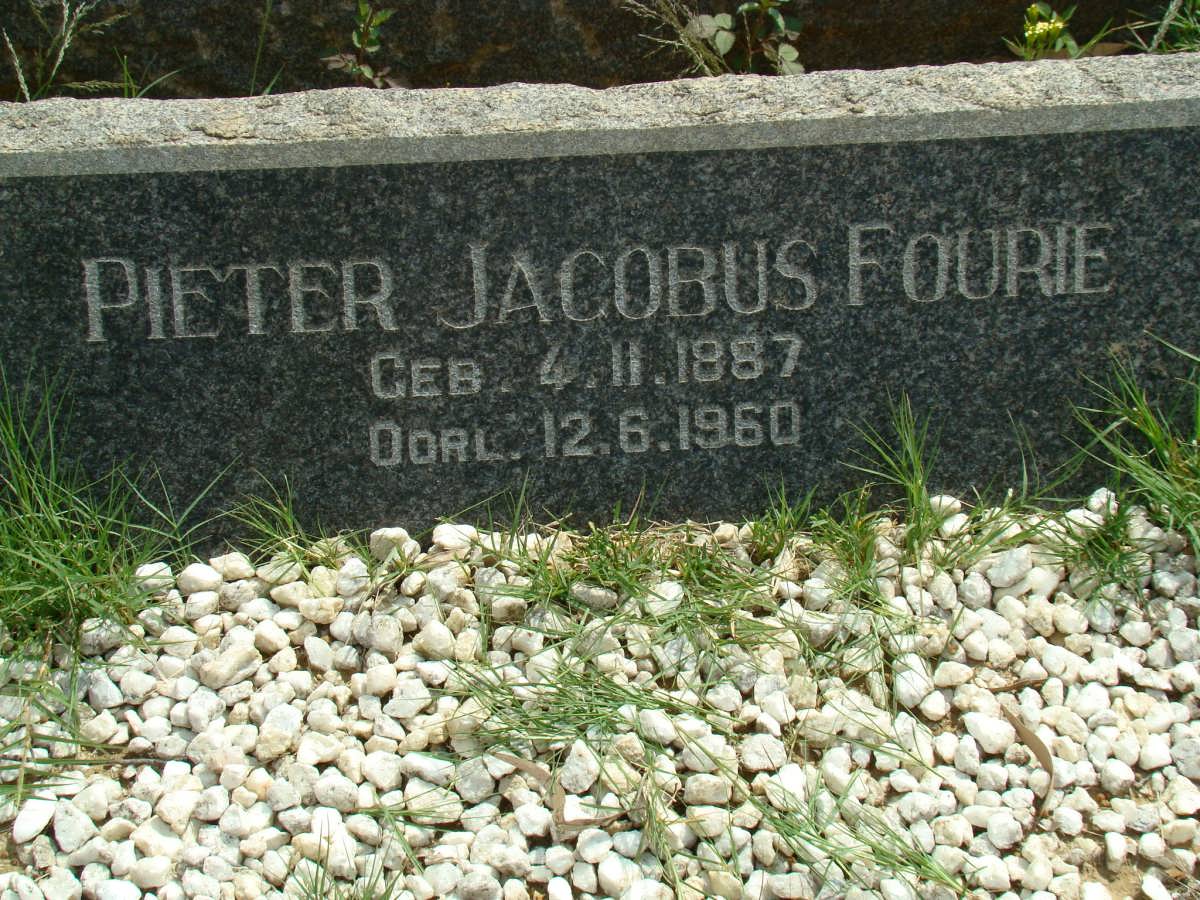 PIETER JACOBUS FOURIE
GEB. 4.11.1887
OORL. 12.6.1960